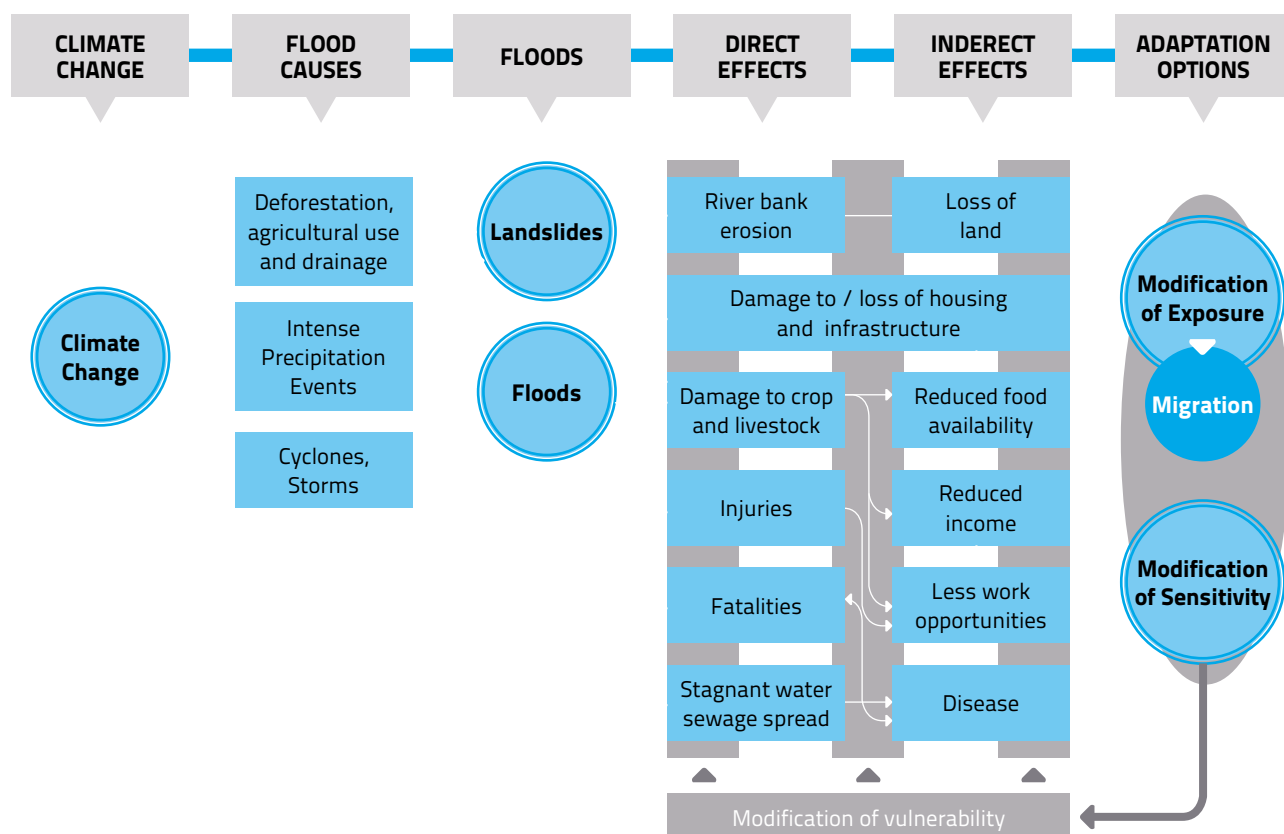 CLIMATE
CHANGE
FLOOD
CAUSES
FLOODS
DIRECT
EFFECTS
INDERECT
EFFECTS
ADAPTATION
OPTIONS
Climate
Change
Deforestation,
agricultural use
and drainage
Intense
Precipitation
Events
Cyclones,
Storms
Landslides
Floods
River bank
erosion
Loss of
land
Damage to / loss of housing
and infrastructure
Damage to crop
and livestock
Reduced food
availability
Injuries
Reduced
income
Fatalities
Less work
opportunities
Stagnant water
sewage spread
Disease
Modification of vulnerability
Modification
of Exposure
Migration
Modification
of Sensitivity